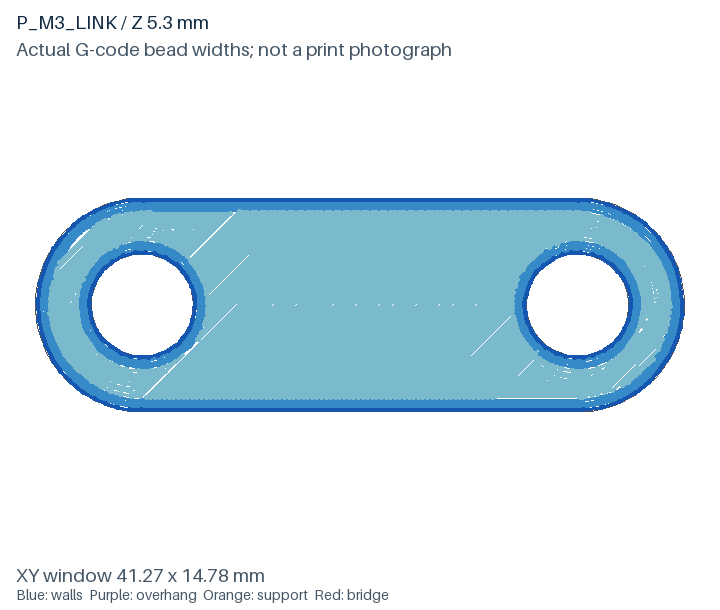 P_M3_LINK / Z 5.3 mm
Actual G-code bead widths; not a print photograph
XY window 41.27 x 14.78 mm
Blue: walls  Purple: overhang  Orange: support  Red: bridge